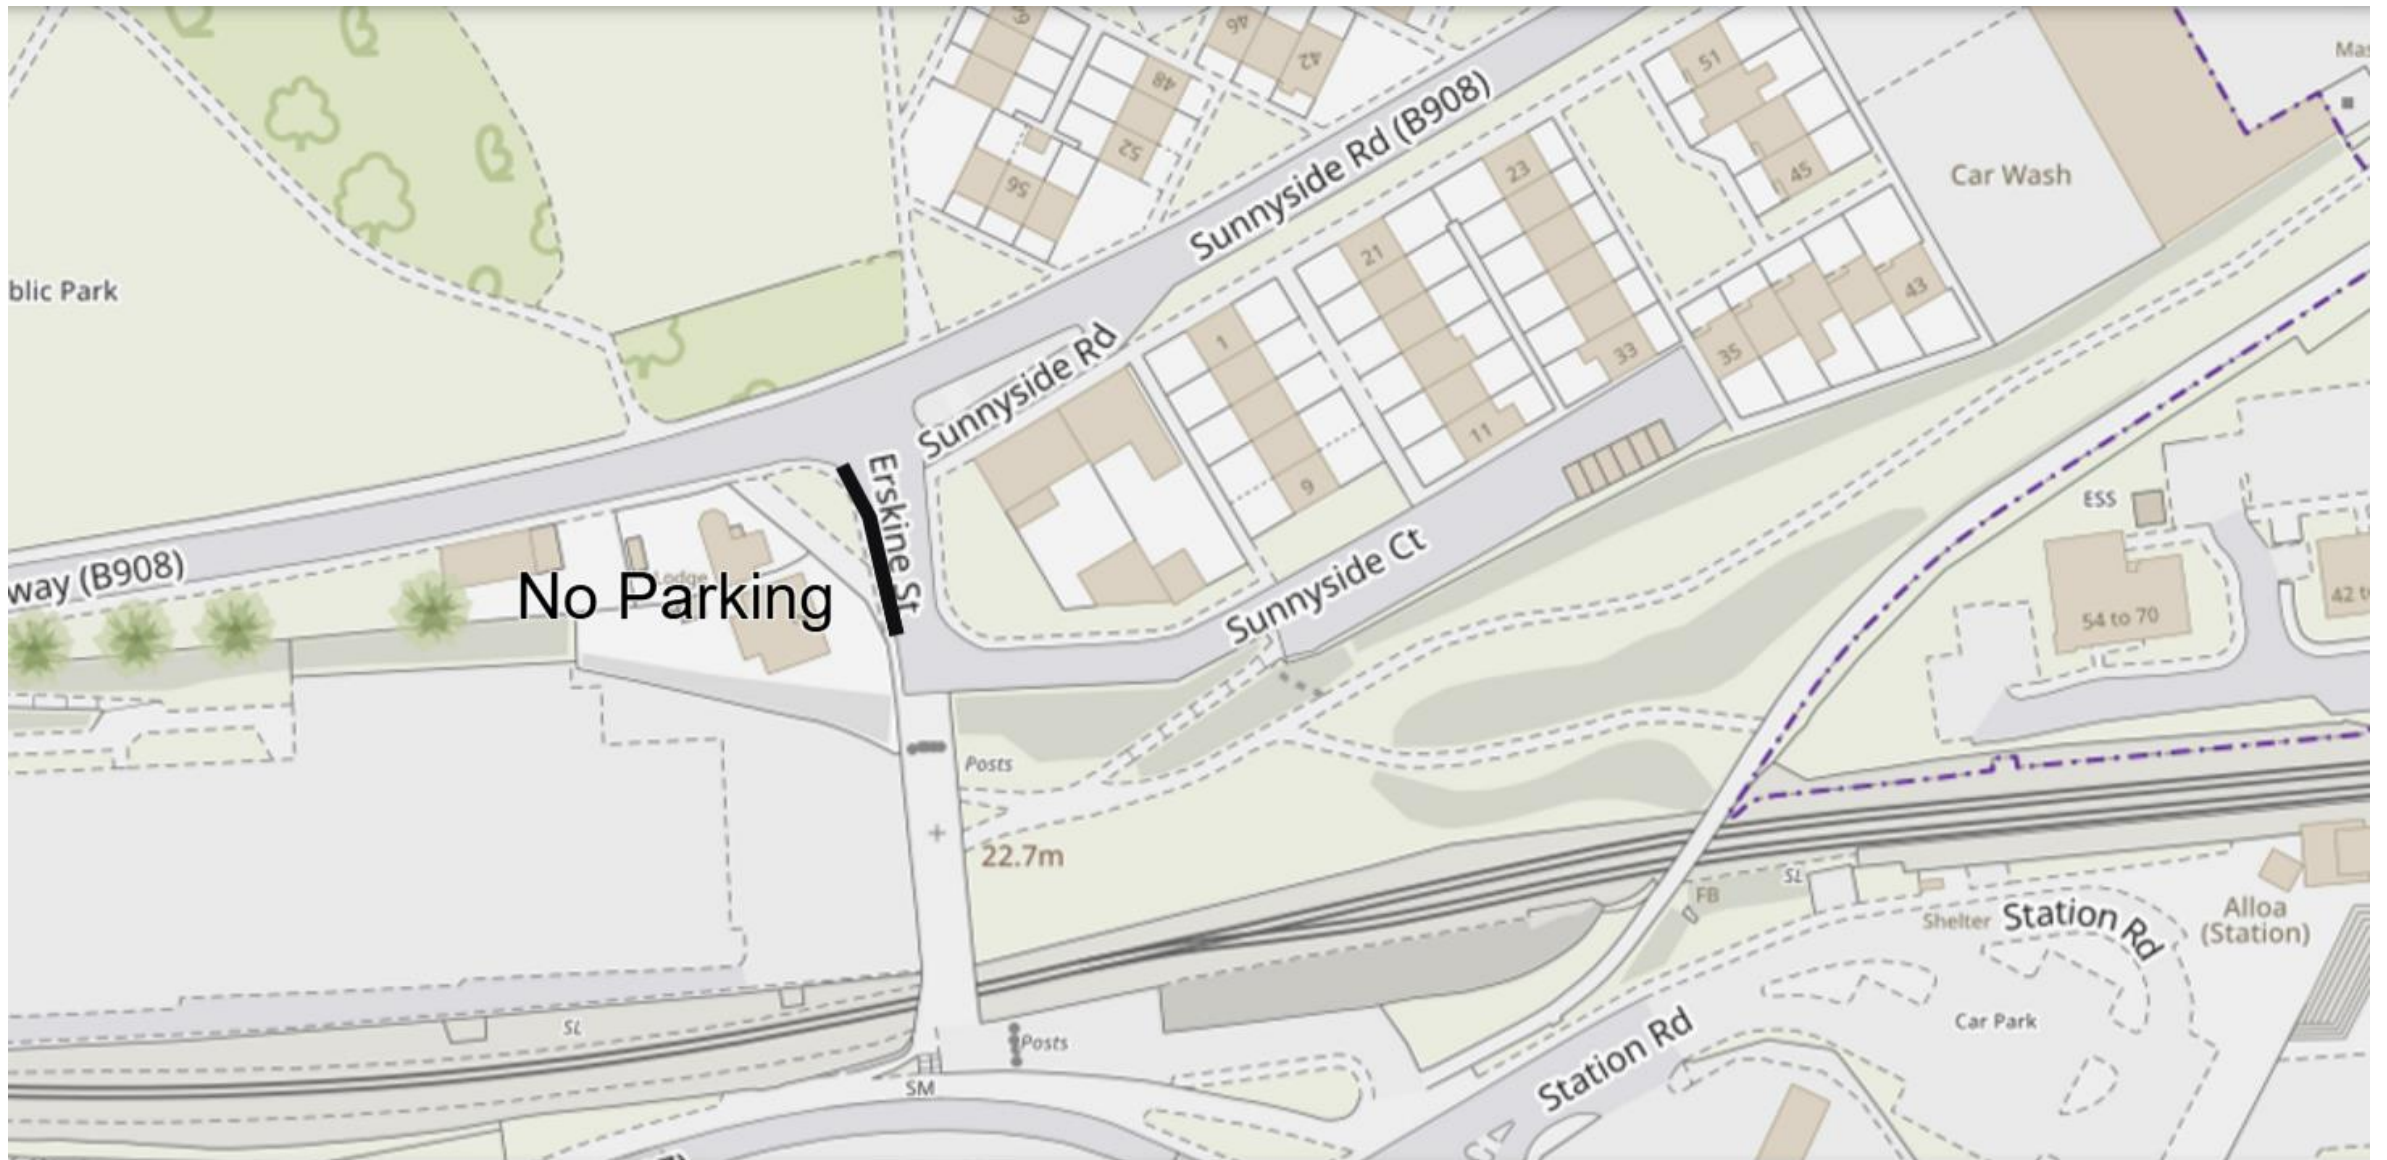 46
42
48
52
56
51
45
Mas
Sunnyside Rd (B908)
23
Car Wash
21
43
blic Park
1
35
33
Sunnyside Rd
11
9
Erskine St
ESS
way (B908)
Lodge
No Parking
Sunnyside Ct
54 to 70
42 t
Posts
22.7m
SL
FB
Shelter
Station Rd
Alloa
(Station)
SL
Car Park
Posts
Station Rd
SM